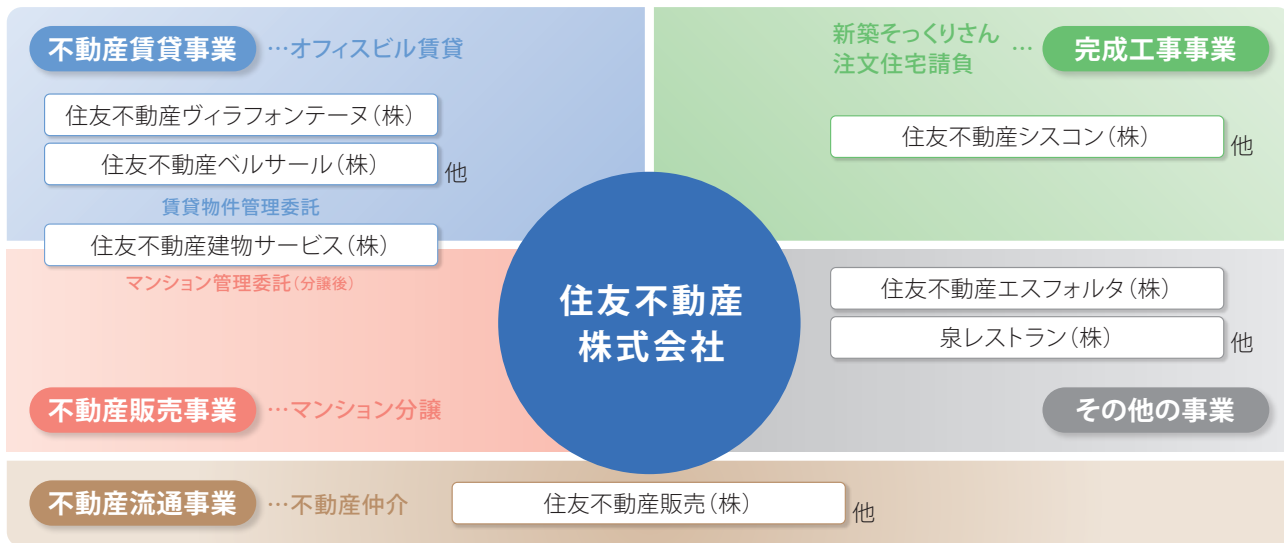 不動産賃貸事業 …オフィスビル賃貸
住友不動産ヴィラフォンテーヌ(株)
住友不動産ベルサール(株) 他
賃貸物件管理委託
住友不動産建物サービス(株)
マンション管理委託(分譲後)
不動産販売事業 …マンション分譲
新築そっくりさん
注文住宅請負 … 完成工事事業
住友不動産シスコン(株) 他
住友不動産
株式会社
住友不動産エスフォルタ(株)
泉レストラン(株) 他
その他の事業
不動産流通事業 …不動産仲介 住友不動産販売(株) 他